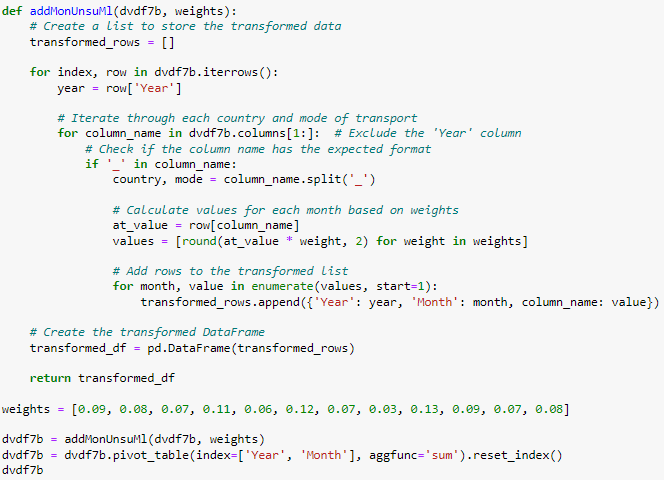 def addMonUnsuMl(dvdf7b, weights):
    # Create a list to store the transformed data
    transformed_rows = []

    for index, row in dvdf7b.iterrows():
        year = row['Year']

        # Iterate through each country and mode of transport
        for column_name in dvdf7b.columns[1:]:  # Exclude the 'Year' column
            # Check if the column name has the expected format
            if '_' in column_name:
                country, mode = column_name.split('_')

                # Calculate values for each month based on weights
                at_value = row[column_name]
                values = [round(at_value * weight, 2) for weight in weights]

                # Add rows to the transformed list
                for month, value in enumerate(values, start=1):
                    transformed_rows.append({'Year': year, 'Month': month, column_name: value})

    # Create the transformed DataFrame
    transformed_df = pd.DataFrame(transformed_rows)

    return transformed_df

weights = [0.09, 0.08, 0.07, 0.11, 0.06, 0.12, 0.07, 0.03, 0.13, 0.09, 0.07, 0.08]

dvdf7b = addMonUnsuMl(dvdf7b, weights)
dvdf7b = dvdf7b.pivot_table(index=['Year', 'Month'], aggfunc='sum').reset_index()
dvdf7b